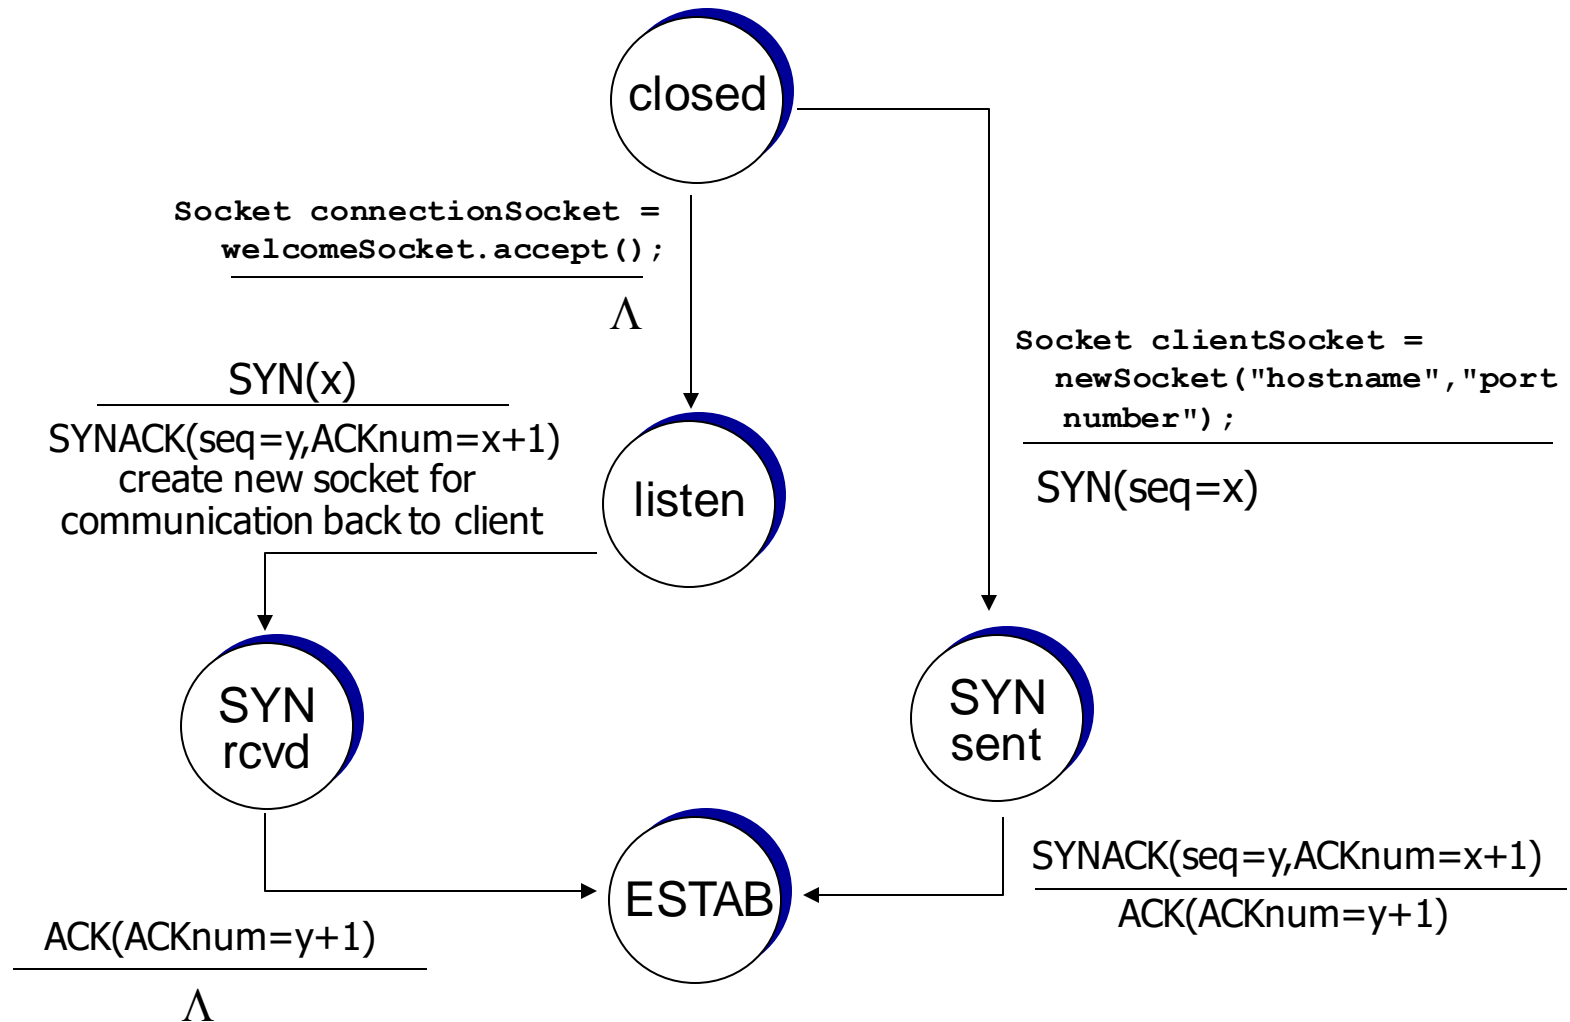 closed
Socket connectionSocket =
welcomeSocket.accept();
Λ
Socket clientSocket =
newSocket("hostname","port
number");
SYN(seq=x)
SYN(x)
SYNACK(seq=y,ACKnum=x+1)
create new socket for
communication back to client
listen
SYN
rcvd
SYN
sent
ESTAB
SYNACK(seq=y,ACKnum=x+1)
ACK(ACKnum=y+1)
ACK(ACKnum=y+1)
Λ